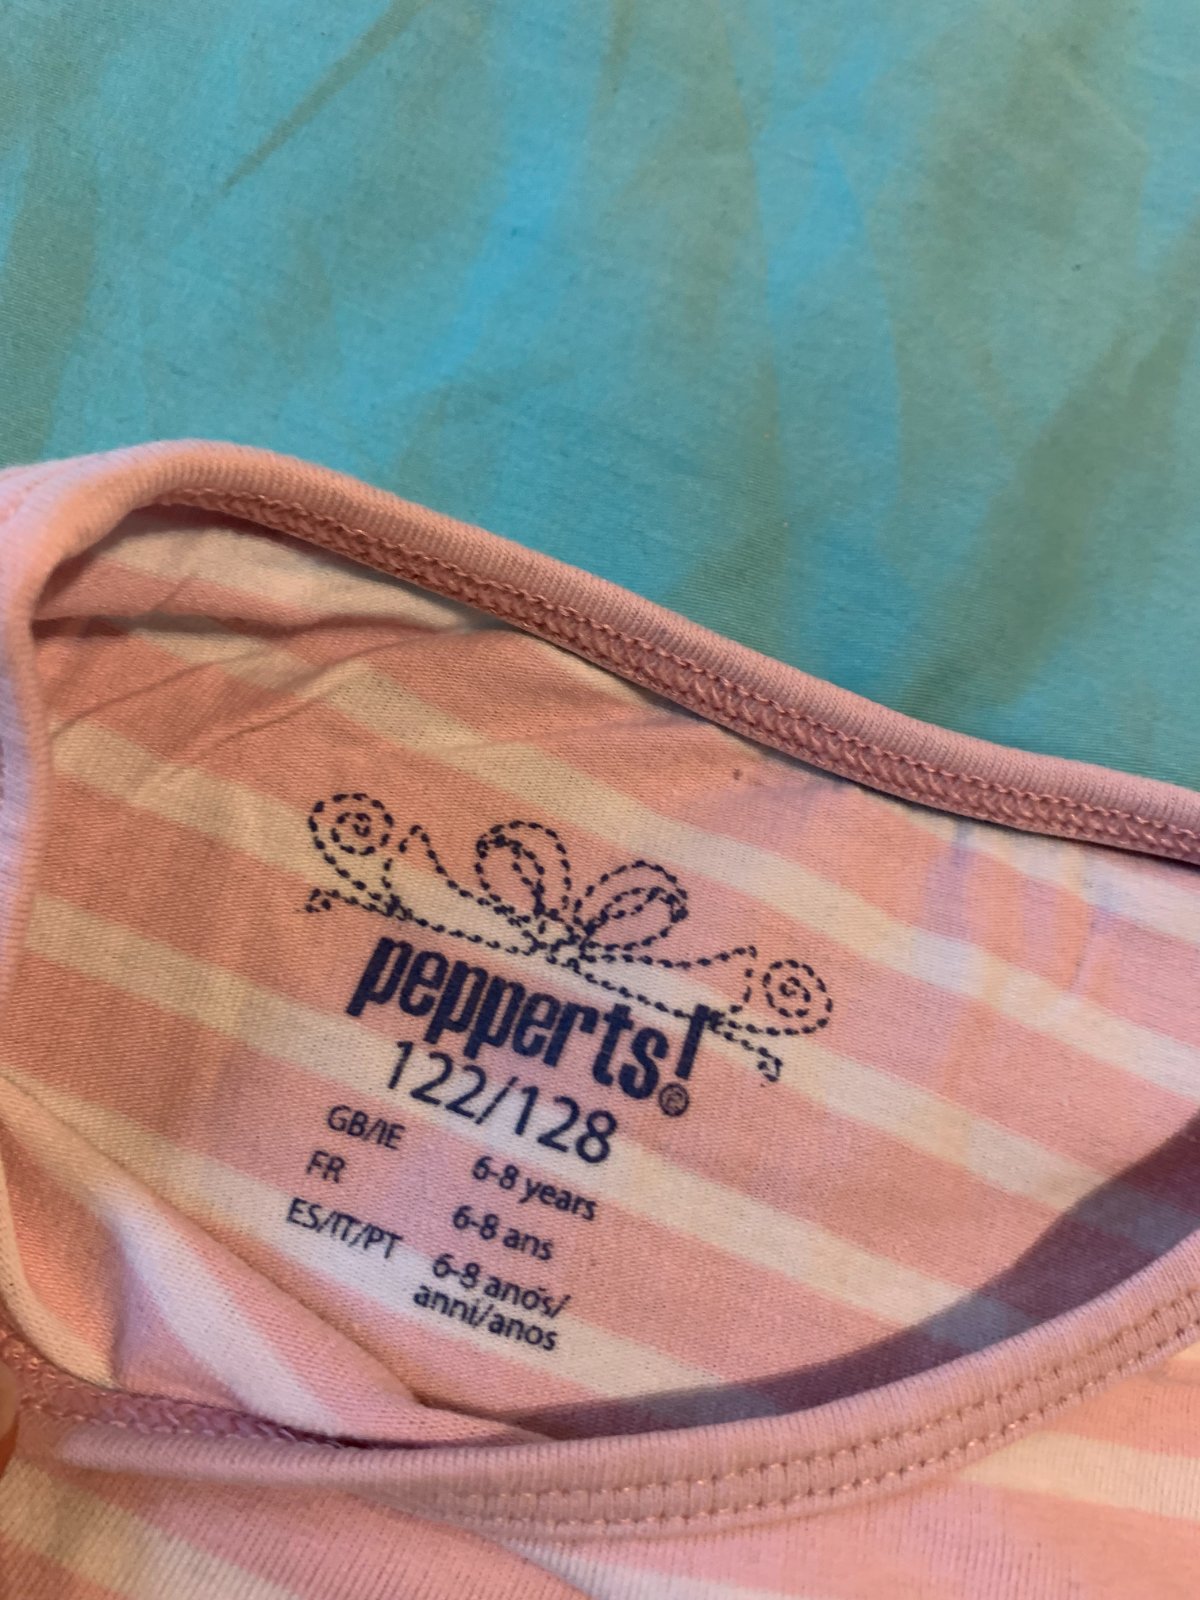 pepperts!®
122/128
GB/IE 6-8 years
FR 6-8 ans
ES/IT/PT 6-8 anos/
anni/anos